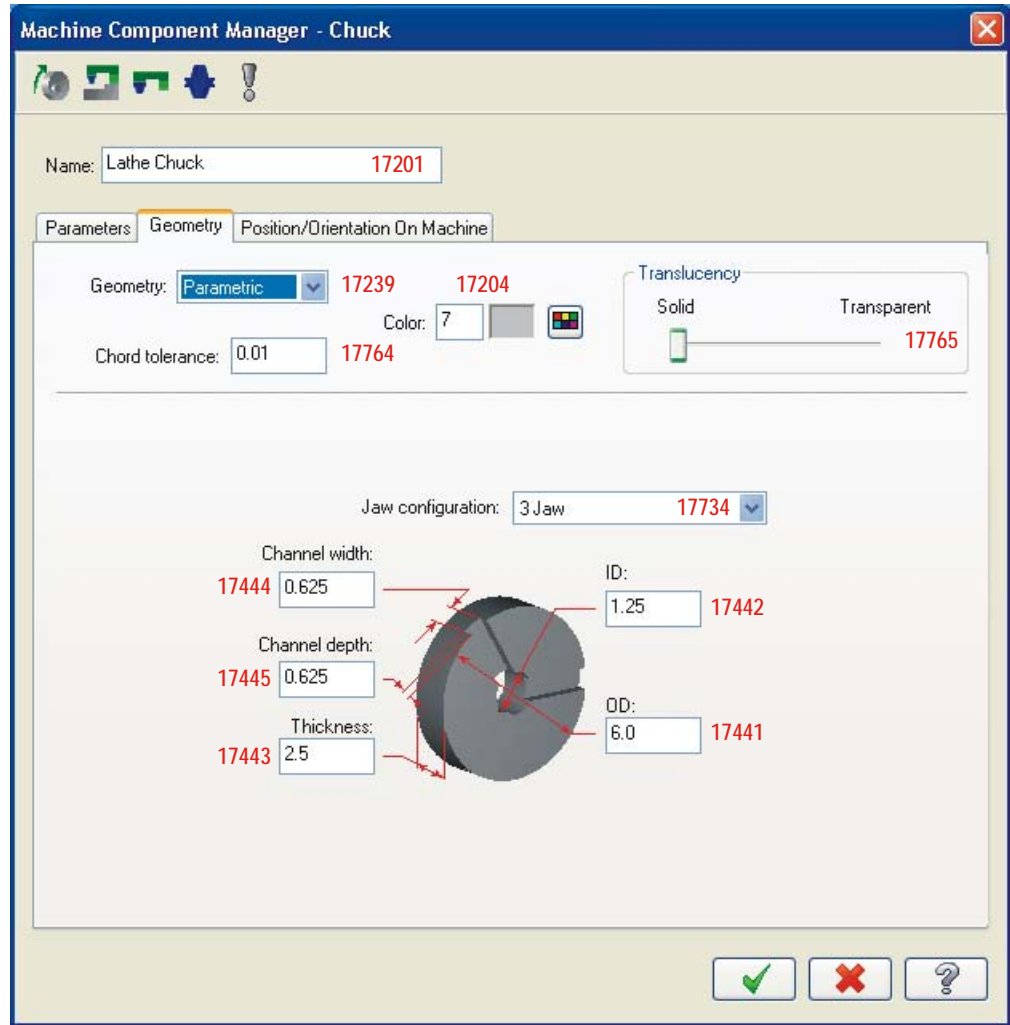 Machine Component Manager - Chuck
Name: Lathe Chuck 17201
Parameters Geometry Position/Orientation On Machine
Geometry: Parametric 17239 17204
Color: 7
Chord tolerance: 0.01 17764
Translucency
Solid Transparent
17765
Jaw configuration: 3 Jaw 17734
Channel width:
17444 0.625
ID:
1.25 17442
Channel depth:
17445 0.625
OD:
6.0 17441
Thickness:
17443 2.5